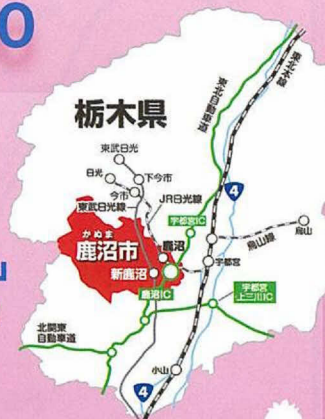 0
栃木県
東北自動車道
東北本線
東武日光
日光
下今市
今市
東武日光線
JR日光線
4
宇都宮IC
かぬま
鹿沼市
鹿沼
新鹿沼
鹿沼IC
宇都宮
烏山線
烏山
宇都宮
上三川IC
北関東
自動車道
小山
4